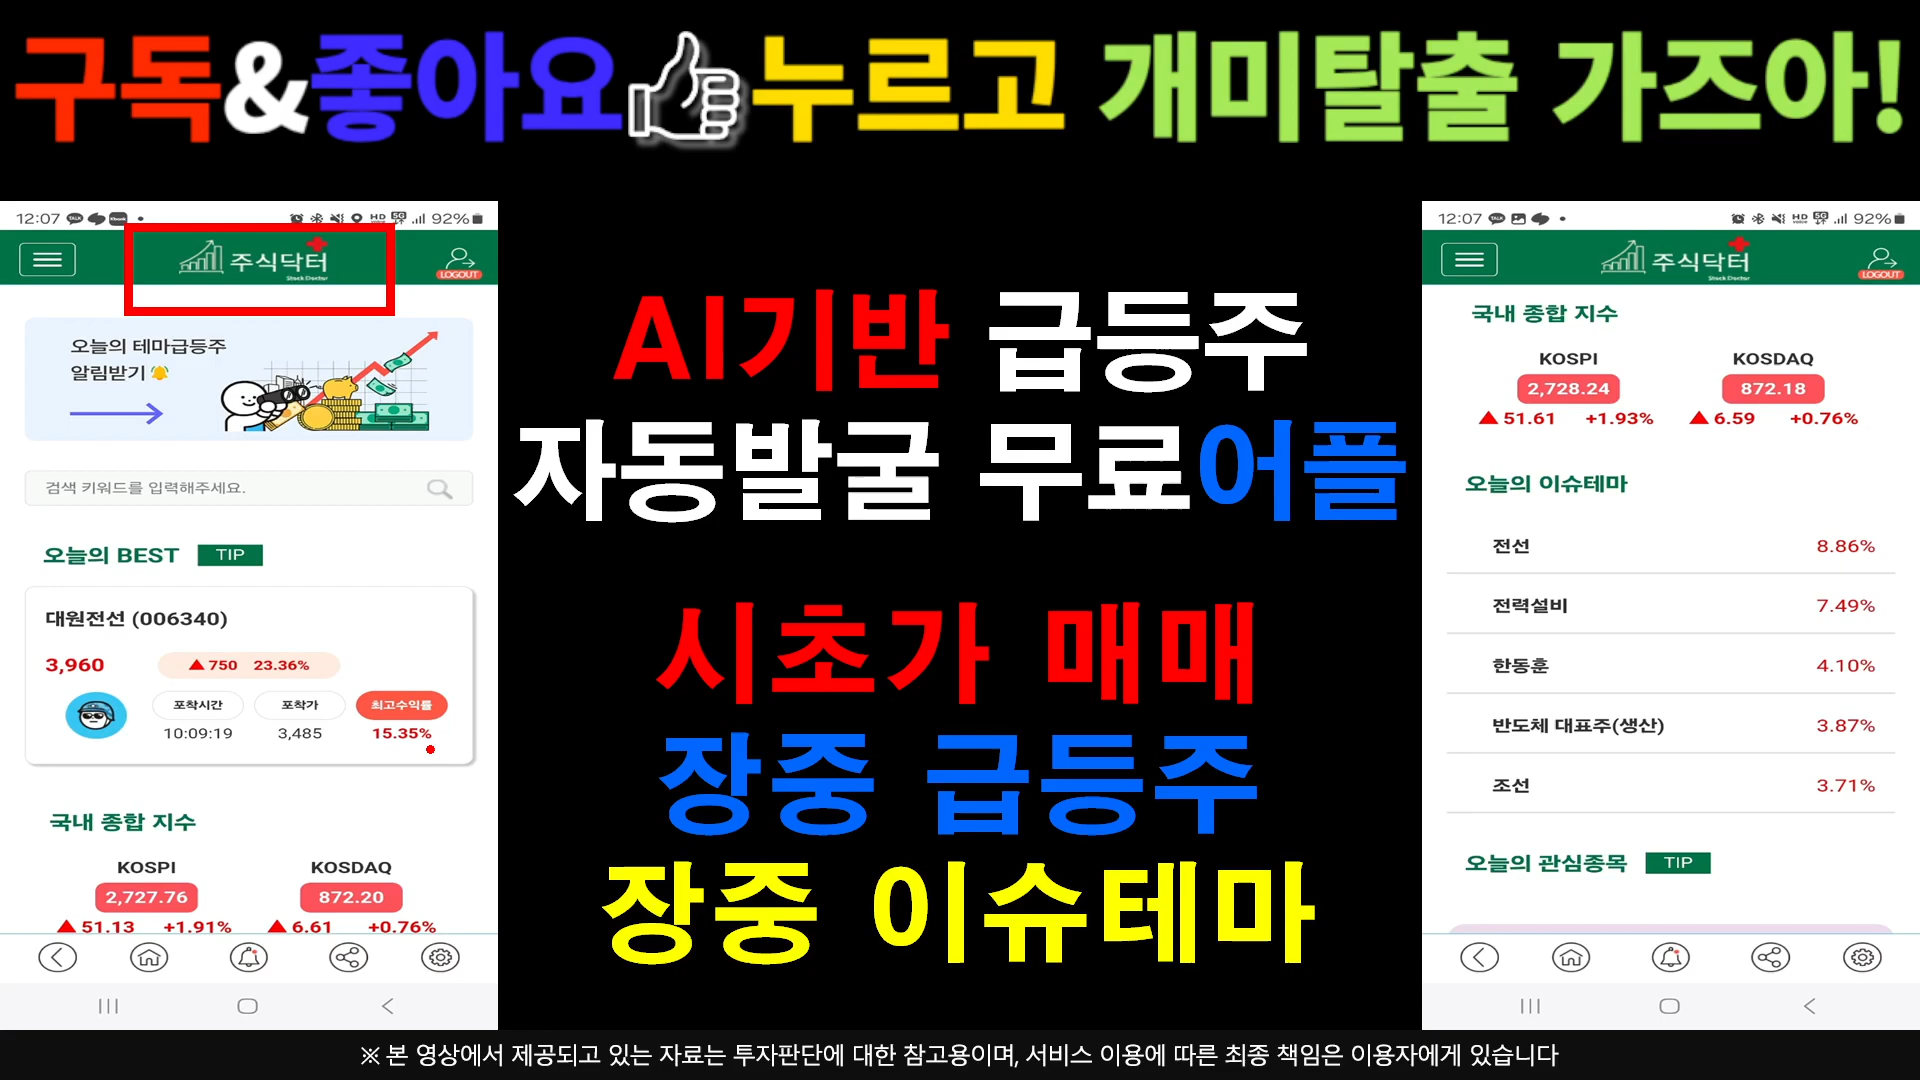 구독&좋아요 누르고 개미탈출 가즈아!
12:07 92%
주식닥터
Stock Doctor
LOGOUT
오늘의 테마급등주
알림받기
검색 키워드를 입력해주세요.
오늘의 BEST TIP
대원전선 (006340)
3,960 ▲750 23.36%
포착시간 포착가 최고수익률
10:09:19 3,485 15.35%
국내 종합 지수
KOSPI KOSDAQ
2,727.76 872.20
▲51.13 +1.91% ▲6.61 +0.76%
AI기반 급등주
자동발굴 무료어플
시초가 매매
장중 급등주
장중 이슈테마
12:07 92%
주식닥터
Stock Doctor
LOGOUT
국내 종합 지수
KOSPI KOSDAQ
2,728.24 872.18
▲51.61 +1.93% ▲6.59 +0.76%
오늘의 이슈테마
전선 8.86%
전력설비 7.49%
한동훈 4.10%
반도체 대표주(생산) 3.87%
조선 3.71%
오늘의 관심종목 TIP
※ 본 영상에서 제공되고 있는 자료는 투자판단에 대한 참고용이며, 서비스 이용에 따른 최종 책임은 이용자에게 있습니다